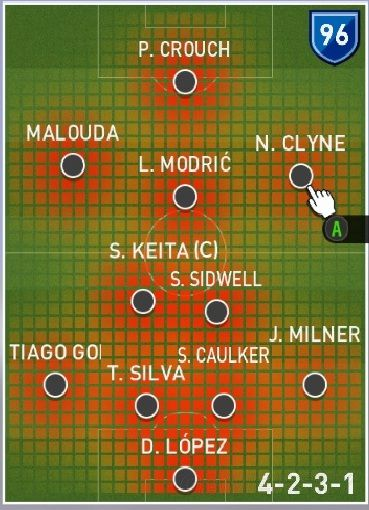 96
P. CROUCH
MALOUDA
N. CLYNE
L. MODRIĆ
A
S. KEITA (C)
S. SIDWELL
J. MILNER
TIAGO GO
S. CAULKER
T. SILVA
D. LÓPEZ
4-2-3-1